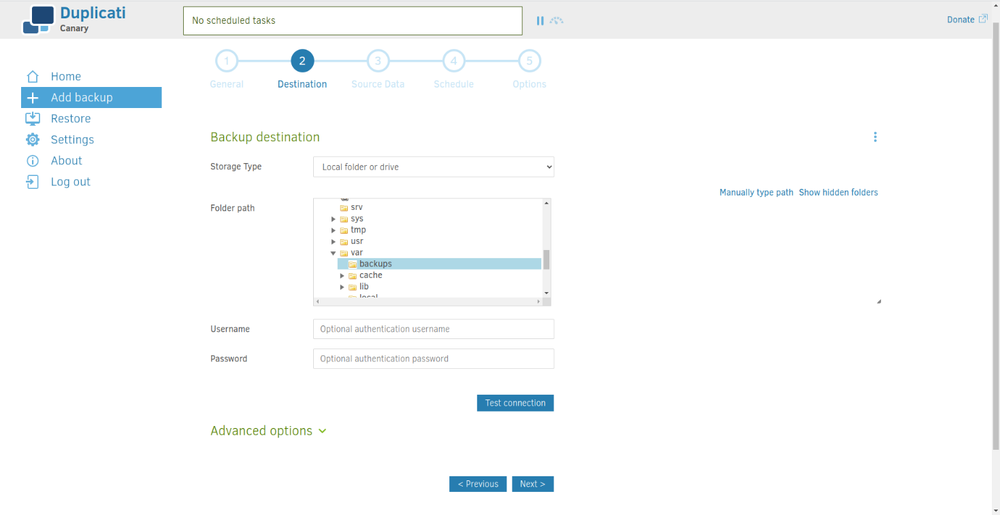 Duplicati
Canary
No scheduled tasks
Donate
Home
Add backup
Restore
Settings
About
Log out
1
2
3
4
5
General
Destination
Source Data
Schedule
Options
Backup destination
Storage Type
Local folder or drive
Manually type path Show hidden folders
Folder path
srv
sys
tmp
usr
var
backups
cache
lib
local
Username
Optional authentication username
Password
Optional authentication password
Test connection
Advanced options
< Previous
Next >